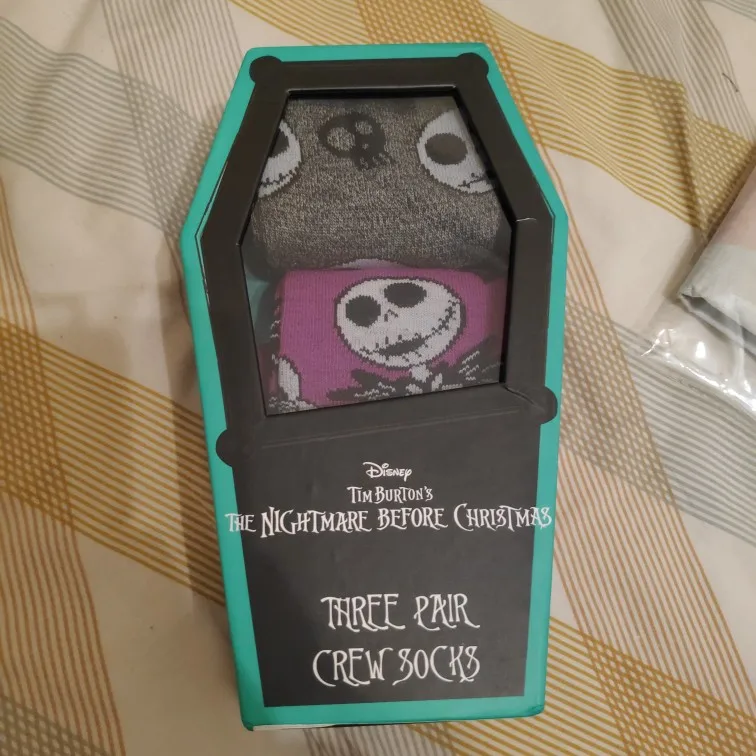 Disney
TIM BURTON'S
THE NIGHTMARE BEFORE CHRISTMAS
THREE PAIR
CREW SOCKS